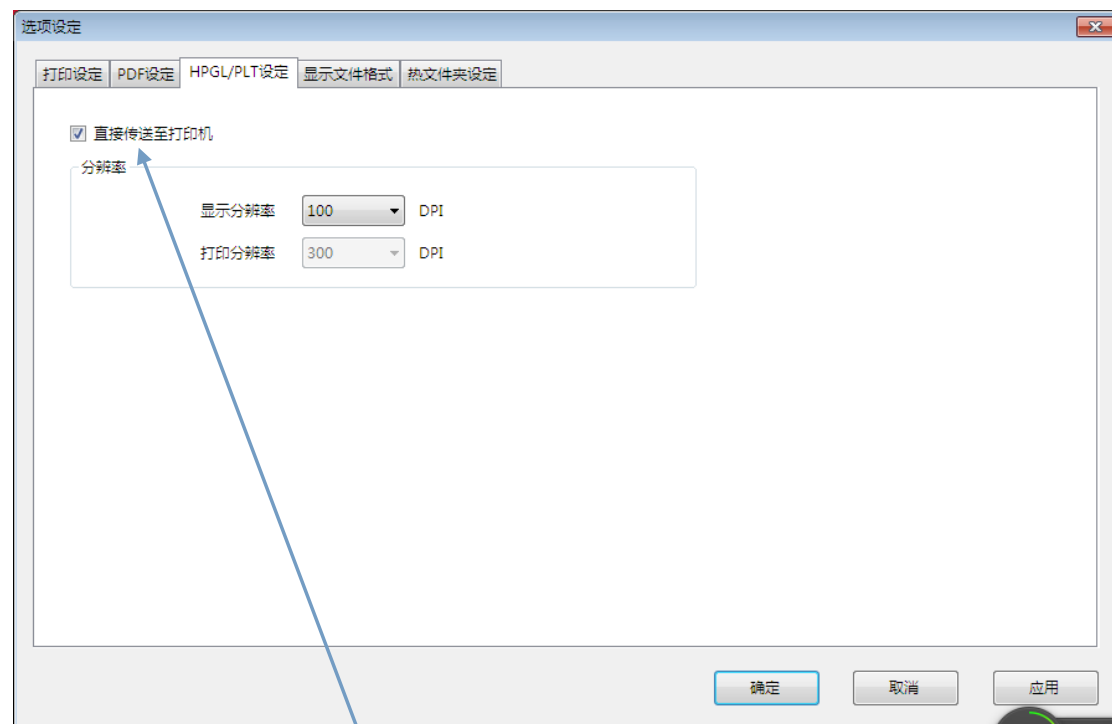 选项设定
打印设定 PDF设定 HPGL/PLT设定 显示文件格式 热文件夹设定
直接传送至打印机
分辨率
显示分辨率 100 DPI
打印分辨率 300 DPI
确定 取消 应用